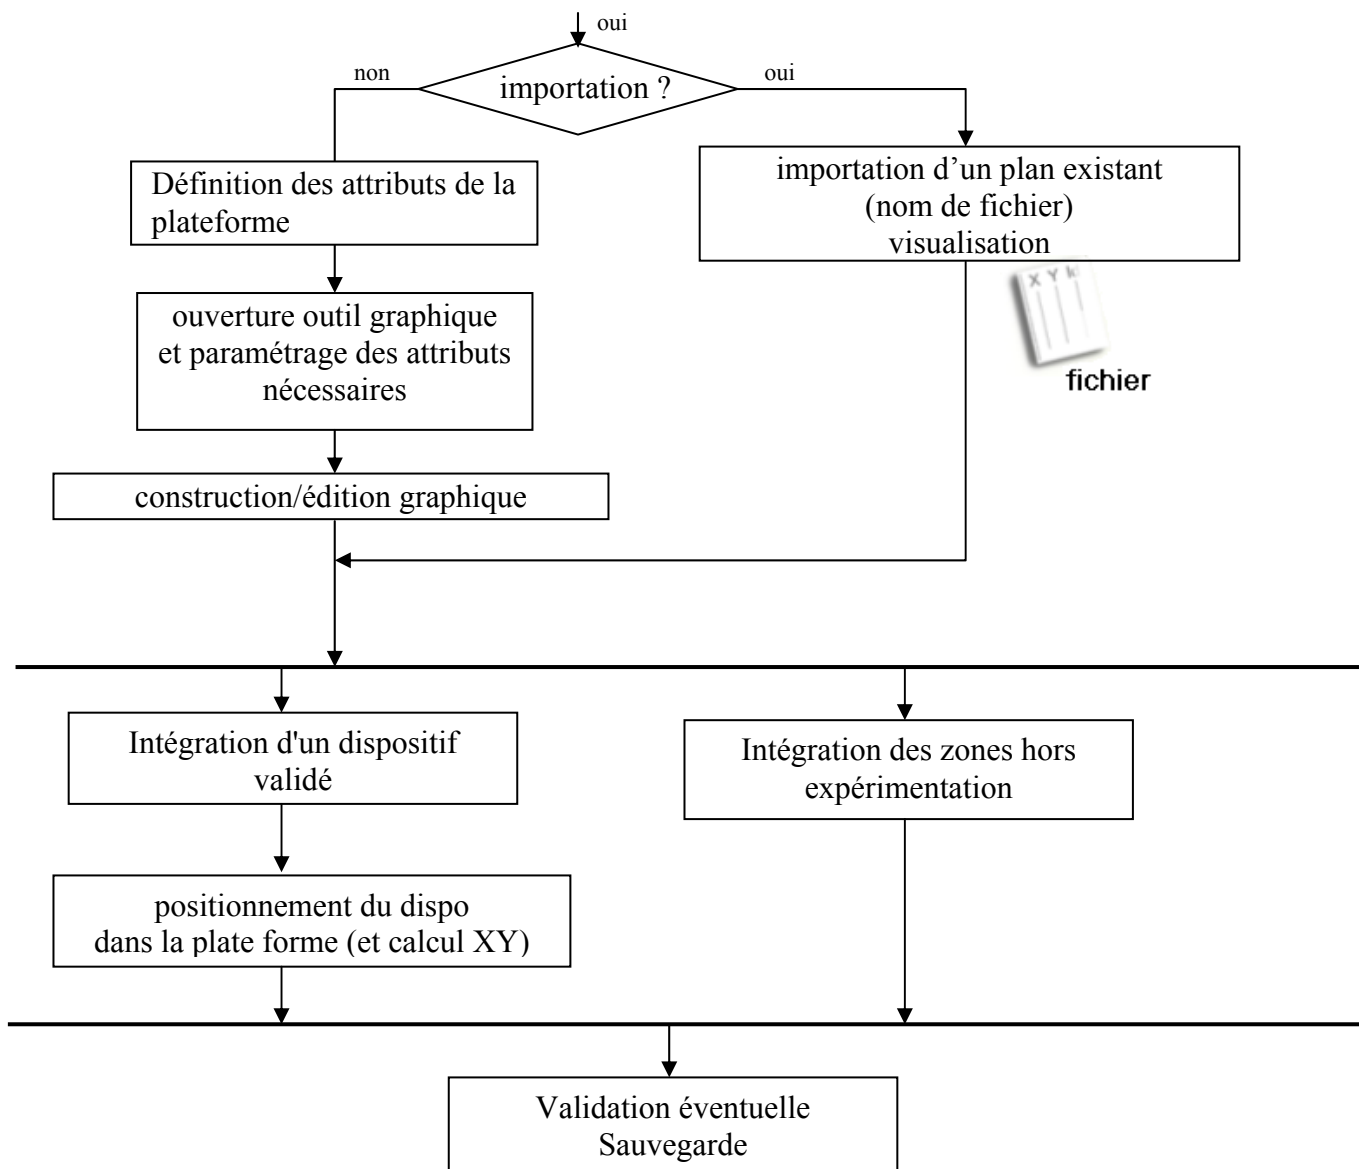 oui
non
importation ?
oui
Définition des attributs de la
plateforme
importation d’un plan existant
(nom de fichier)
visualisation
X Y
fichier
ouverture outil graphique
et paramétrage des attributs
nécessaires
construction/édition graphique
Intégration d'un dispositif
validé
Intégration des zones hors
expérimentation
positionnement du dispo
dans la plate forme (et calcul XY)
Validation éventuelle
Sauvegarde